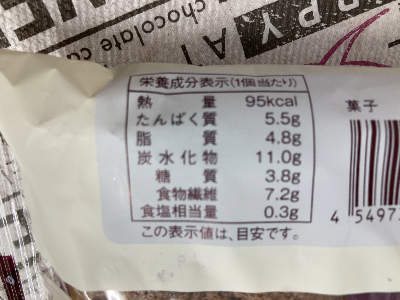 chocolate
栄養成分表示(1個当たり)
熱量 95kcal
たんぱく質 5.5g
脂質 4.8g
炭水化物 11.0g
糖質 3.8g
食物繊維 7.2g
食塩相当量 0.3g
この表示値は、目安です。
菓子
4 5497